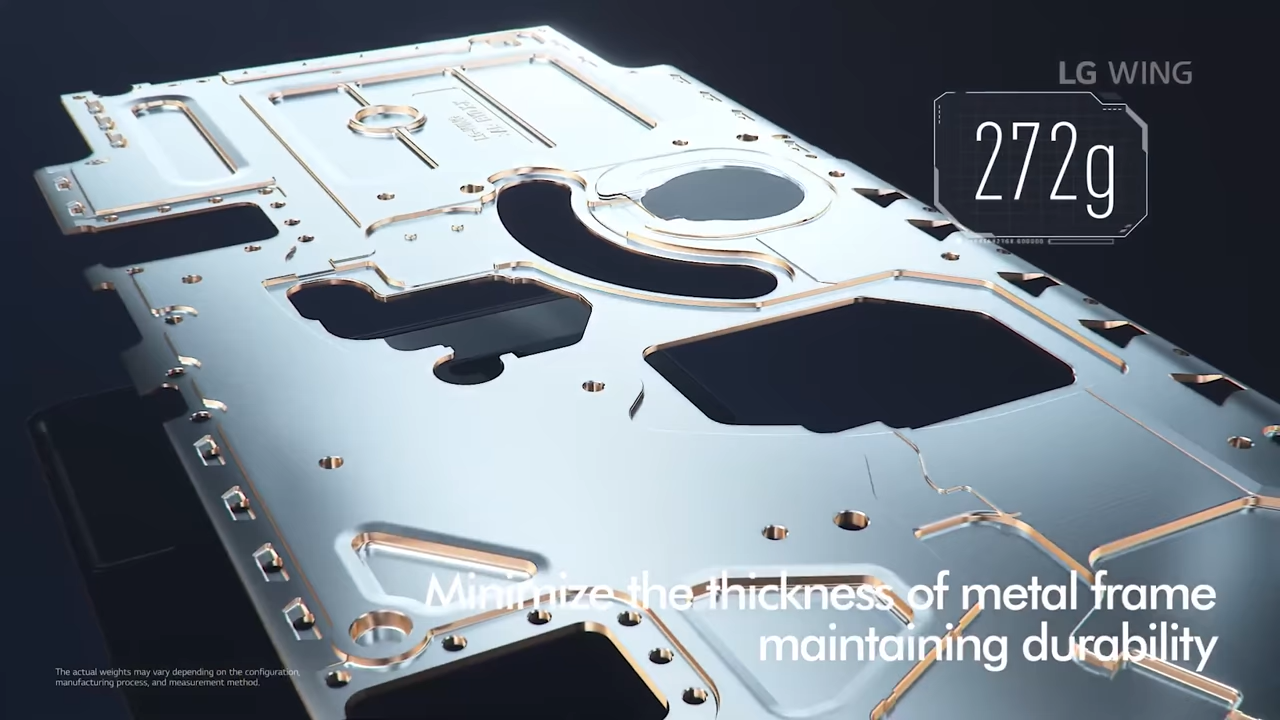 LG WING
272g
Minimize the thickness of metal frame
maintaining durability
The actual weights may vary depending on the configuration,
manufacturing process, and measurement method.